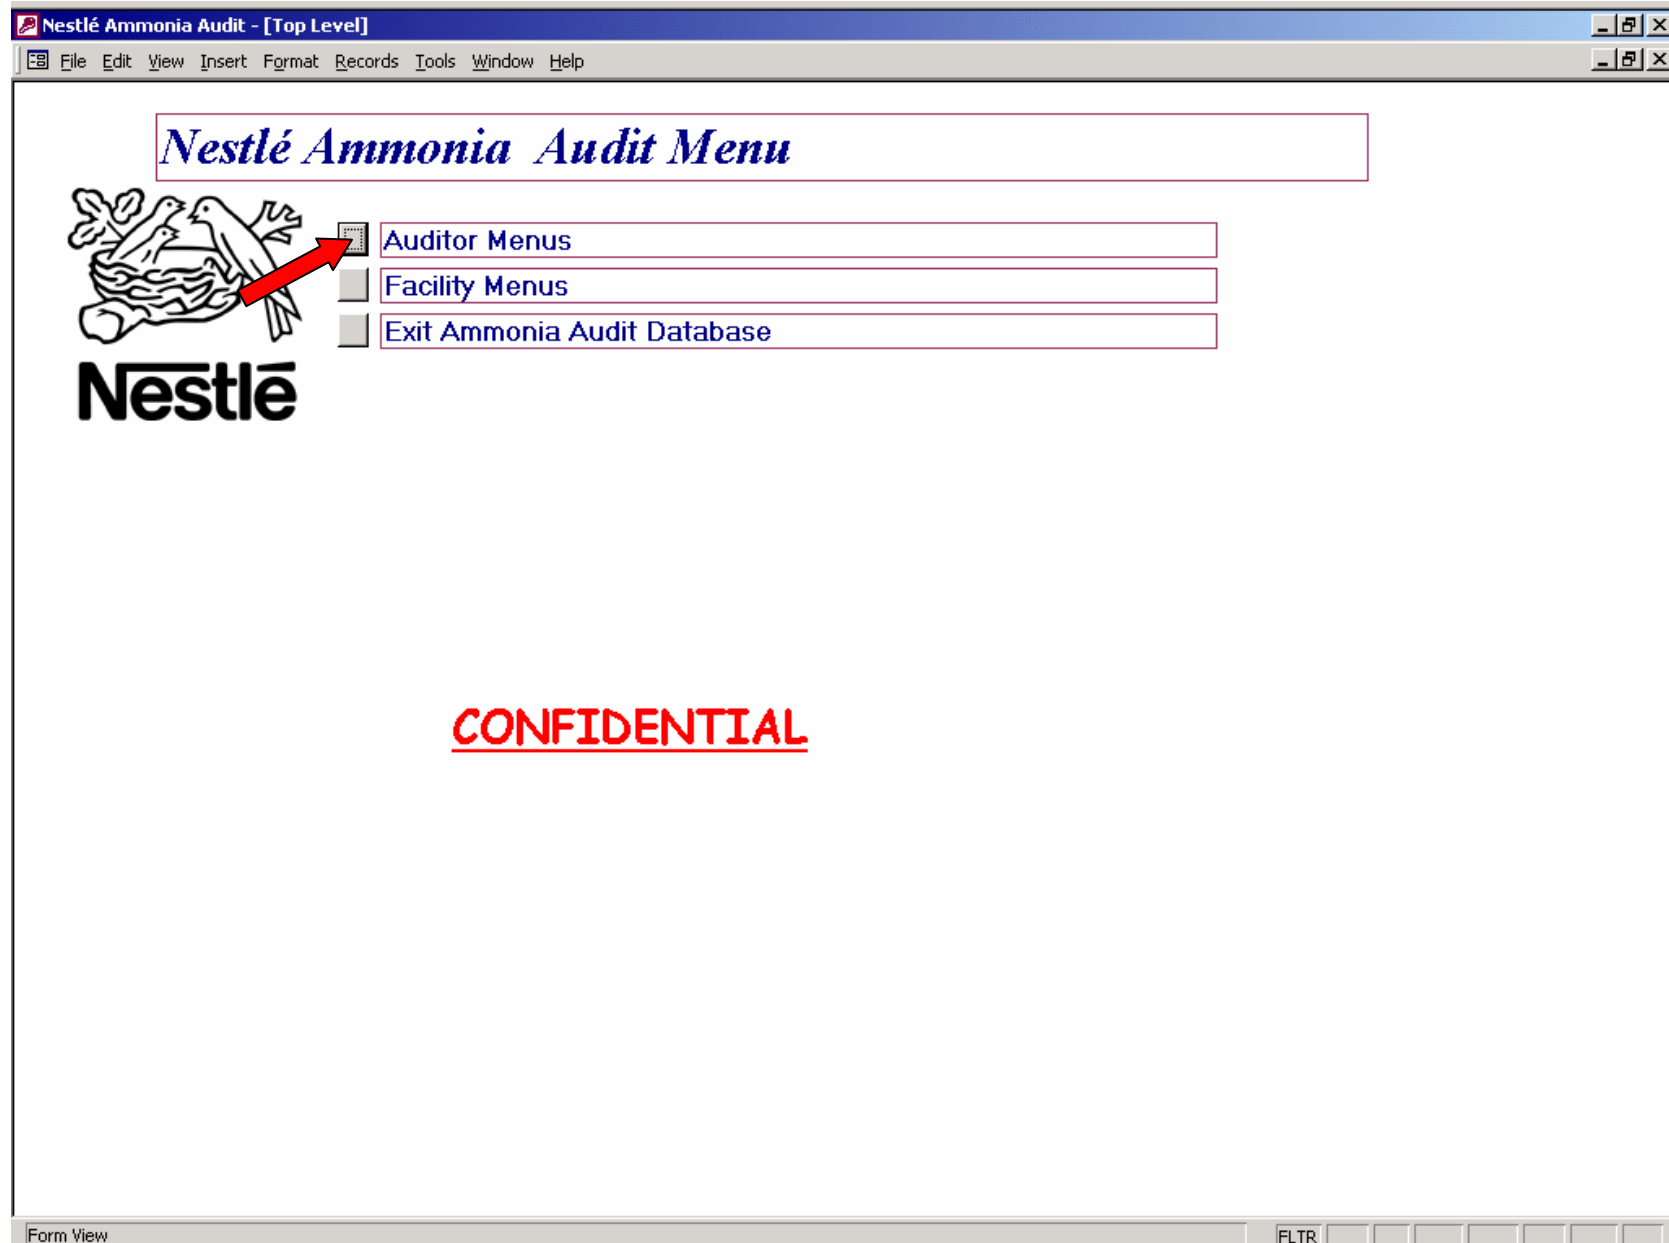 Nestlé Ammonia Audit - [Top Level]
File Edit View Insert Format Records Tools Window Help
Nestlé Ammonia Audit Menu
Auditor Menus
Facility Menus
Exit Ammonia Audit Database
Nestlé
CONFIDENTIAL
Form View FLTR